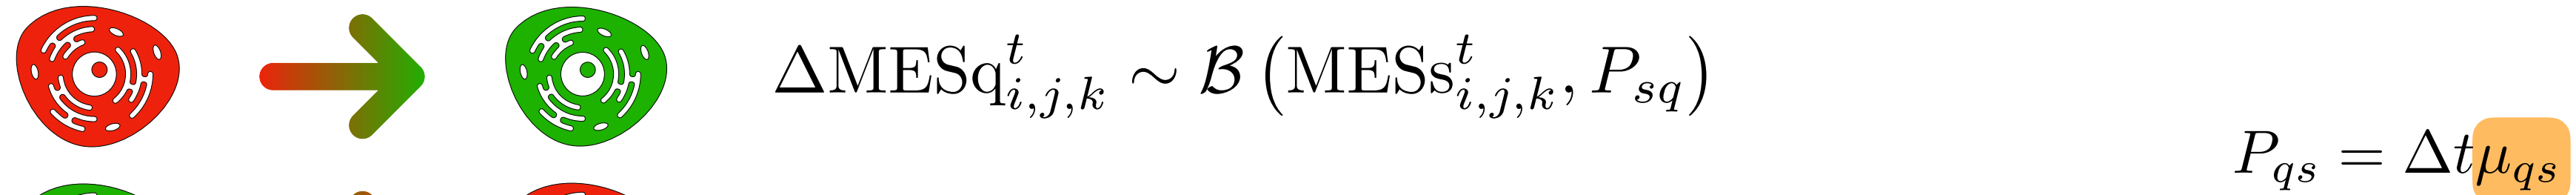 ΔMESq^t_{i,j,k} ∼ ℬ (MESs^t_{i,j,k}, P_{sq})
P_{qs} = Δtμ_{qs}